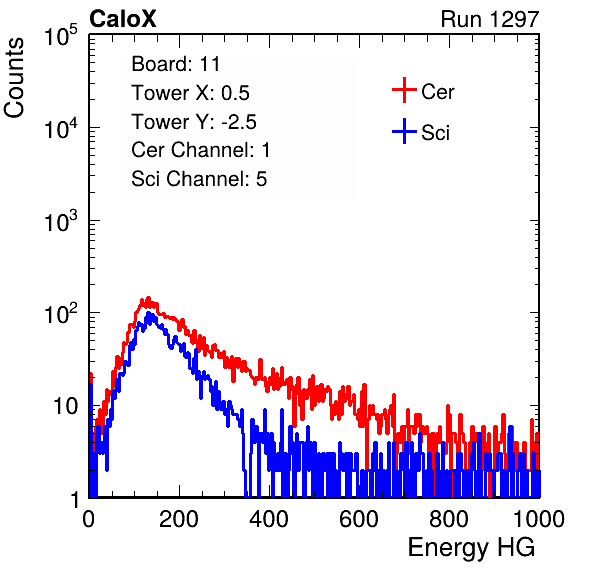 CaloX Run 1297
Counts
Board: 11
Tower X: 0.5
Tower Y: -2.5
Cer Channel: 1
Sci Channel: 5
Cer
Sci
10^5
10^4
10^3
10^2
10
1
0 200 400 600 800 1000
Energy HG